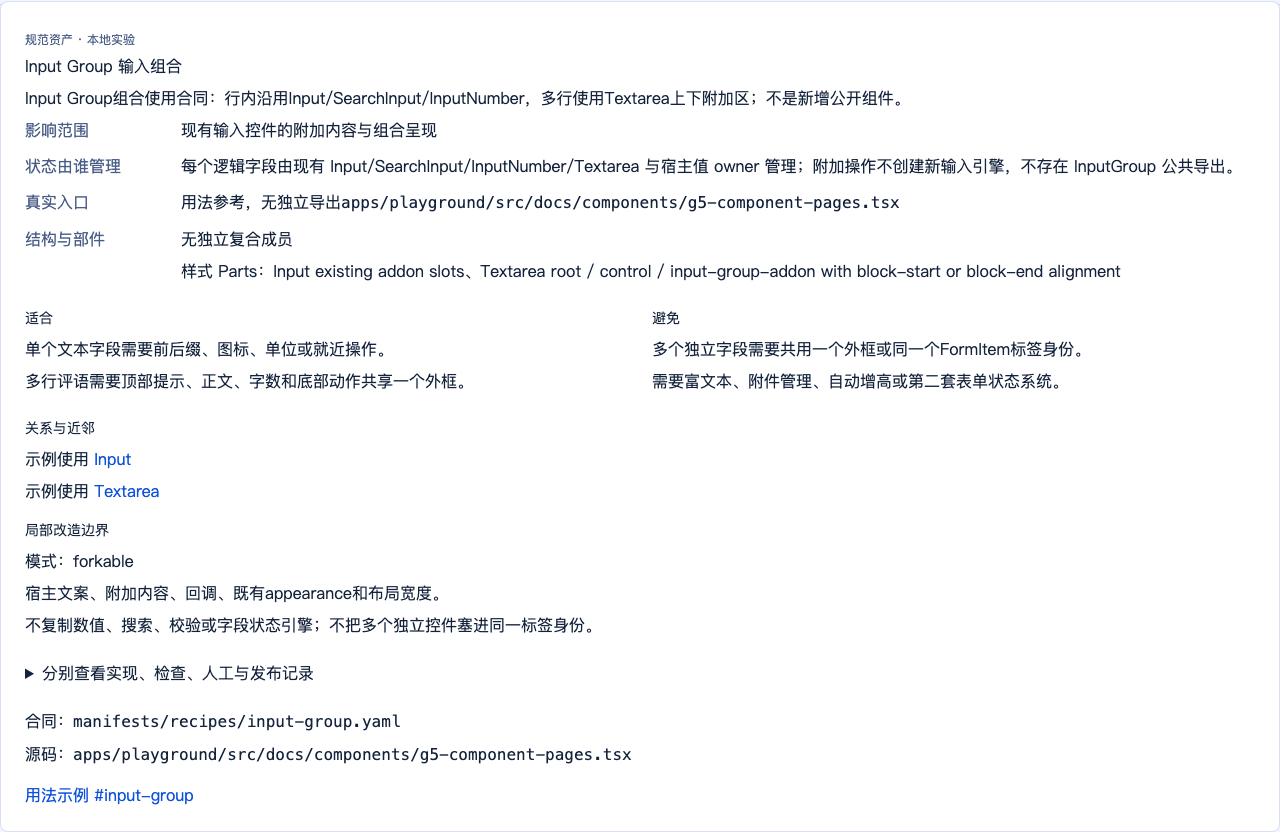 规范资产 · 本地实验
Input Group 输入组合
Input Group组合使用合同：行内沿用Input/SearchInput/InputNumber，多行使用Textarea上下附加区；不是新增公开组件。
影响范围 现有输入控件的附加内容与组合呈现
状态由谁管理 每个逻辑字段由现有 Input/SearchInput/InputNumber/Textarea 与宿主值 owner 管理；附加操作不创建新输入引擎，不存在 InputGroup 公共导出。
真实入口 用法参考，无独立导出apps/playground/src/docs/components/g5-component-pages.tsx
结构与部件 无独立复合成员
样式 Parts：Input existing addon slots、Textarea root / control / input-group-addon with block-start or block-end alignment
适合
单个文本字段需要前后缀、图标、单位或就近操作。
多行评语需要顶部提示、正文、字数和底部动作共享一个外框。
避免
多个独立字段需要共用一个外框或同一个FormItem标签身份。
需要富文本、附件管理、自动增高或第二套表单状态系统。
关系与近邻
示例使用 Input
示例使用 Textarea
局部改造边界
模式：forkable
宿主文案、附加内容、回调、既有appearance和布局宽度。
不复制数值、搜索、校验或字段状态引擎；不把多个独立控件塞进同一标签身份。
▶ 分别查看实现、检查、人工与发布记录
合同：manifests/recipes/input-group.yaml
源码：apps/playground/src/docs/components/g5-component-pages.tsx
用法示例 #input-group